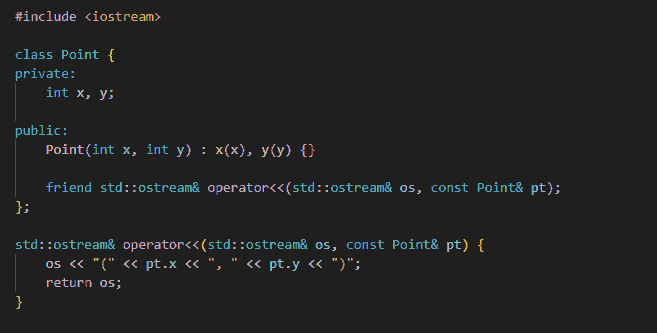 #include <iostream>
class Point {
private:
    int x, y;
public:
    Point(int x, int y) : x(x), y(y) {}
    friend std::ostream& operator<<(std::ostream& os, const Point& pt);
};
std::ostream& operator<<(std::ostream& os, const Point& pt) {
    os << "(" << pt.x << ", " << pt.y << ")";
    return os;
}